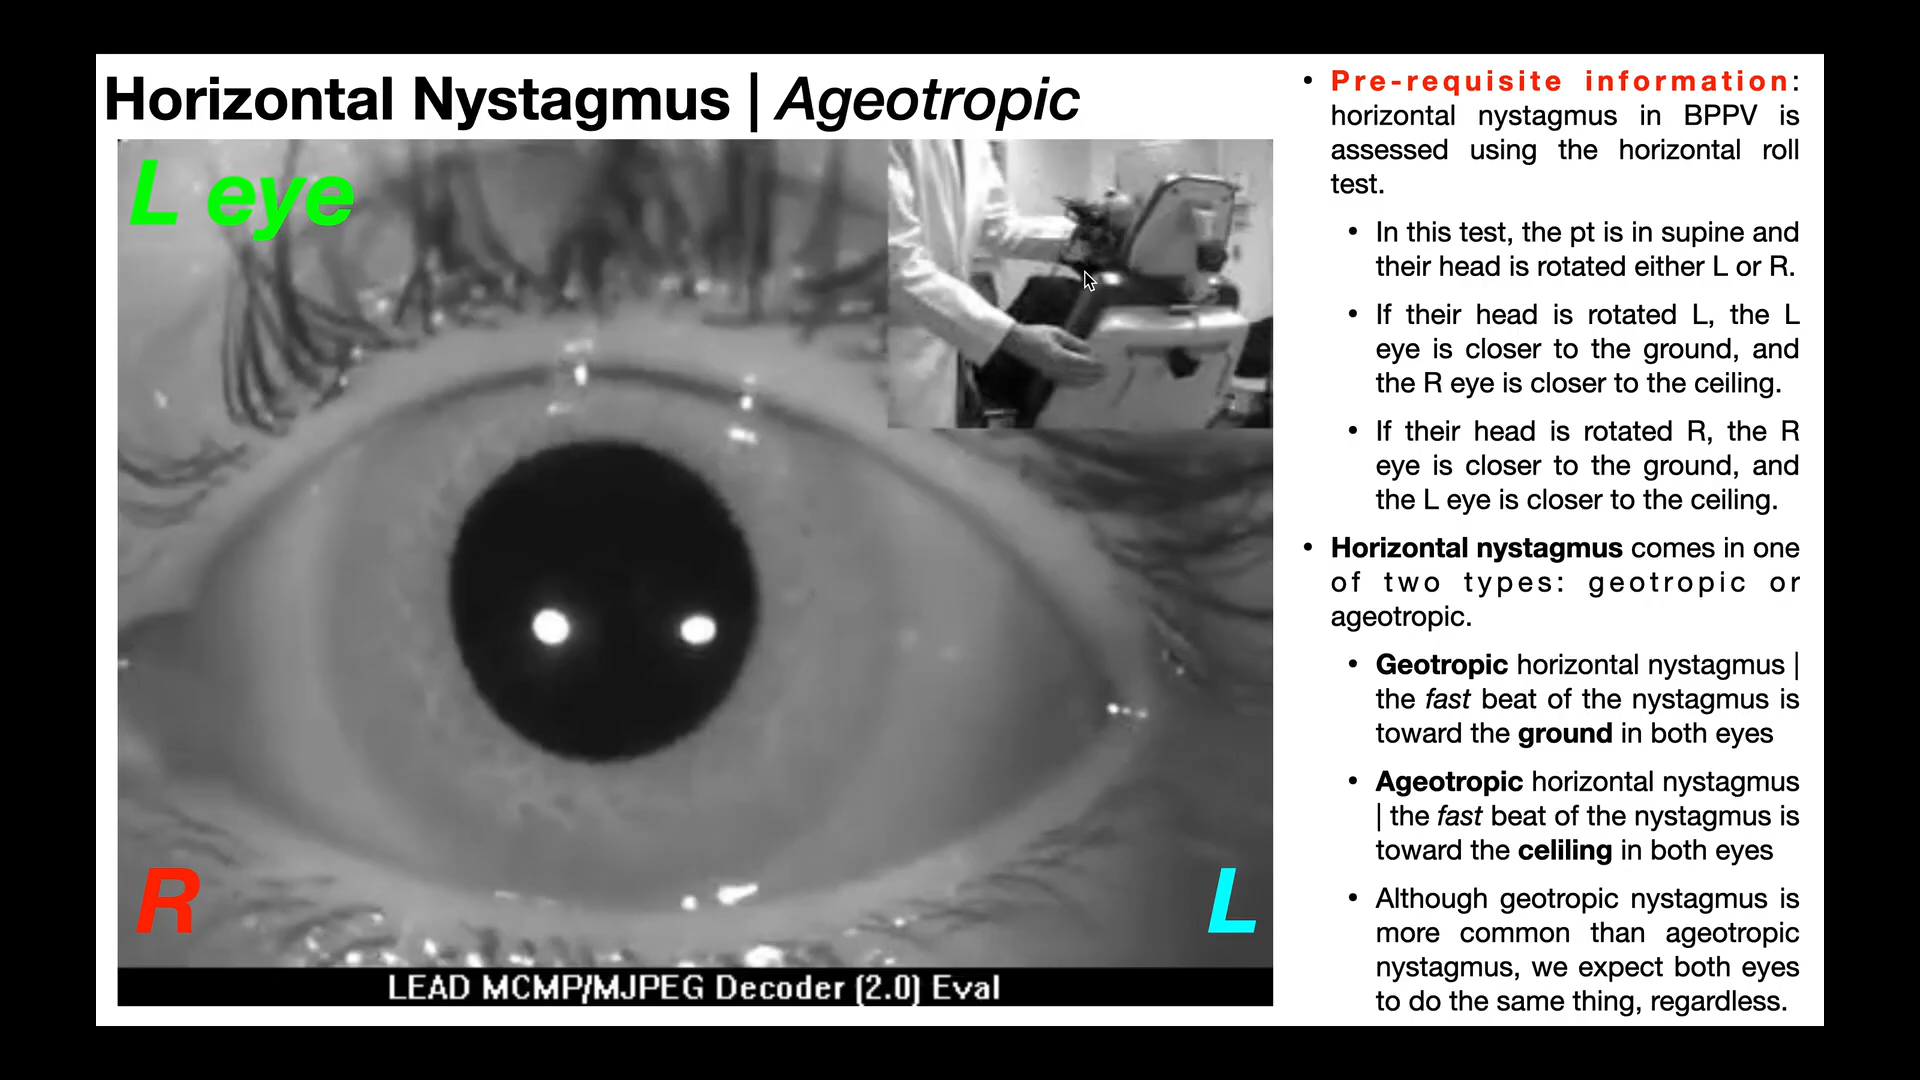 Horizontal Nystagmus | Ageotropic
L eye
R
L
LEAD MCMP/MJPEG Decoder (2.0) Eval
• Pre-requisite information:
horizontal nystagmus in BPPV is
assessed using the horizontal roll
test.
• In this test, the pt is in supine and
their head is rotated either L or R.
• If their head is rotated L, the L
eye is closer to the ground, and
the R eye is closer to the ceiling.
• If their head is rotated R, the R
eye is closer to the ground, and
the L eye is closer to the ceiling.
• Horizontal nystagmus comes in one
of two types: geotropic or
ageotropic.
• Geotropic horizontal nystagmus |
the fast beat of the nystagmus is
toward the ground in both eyes
• Ageotropic horizontal nystagmus
| the fast beat of the nystagmus is
toward the celiling in both eyes
• Although geotropic nystagmus is
more common than ageotropic
nystagmus, we expect both eyes
to do the same thing, regardless.